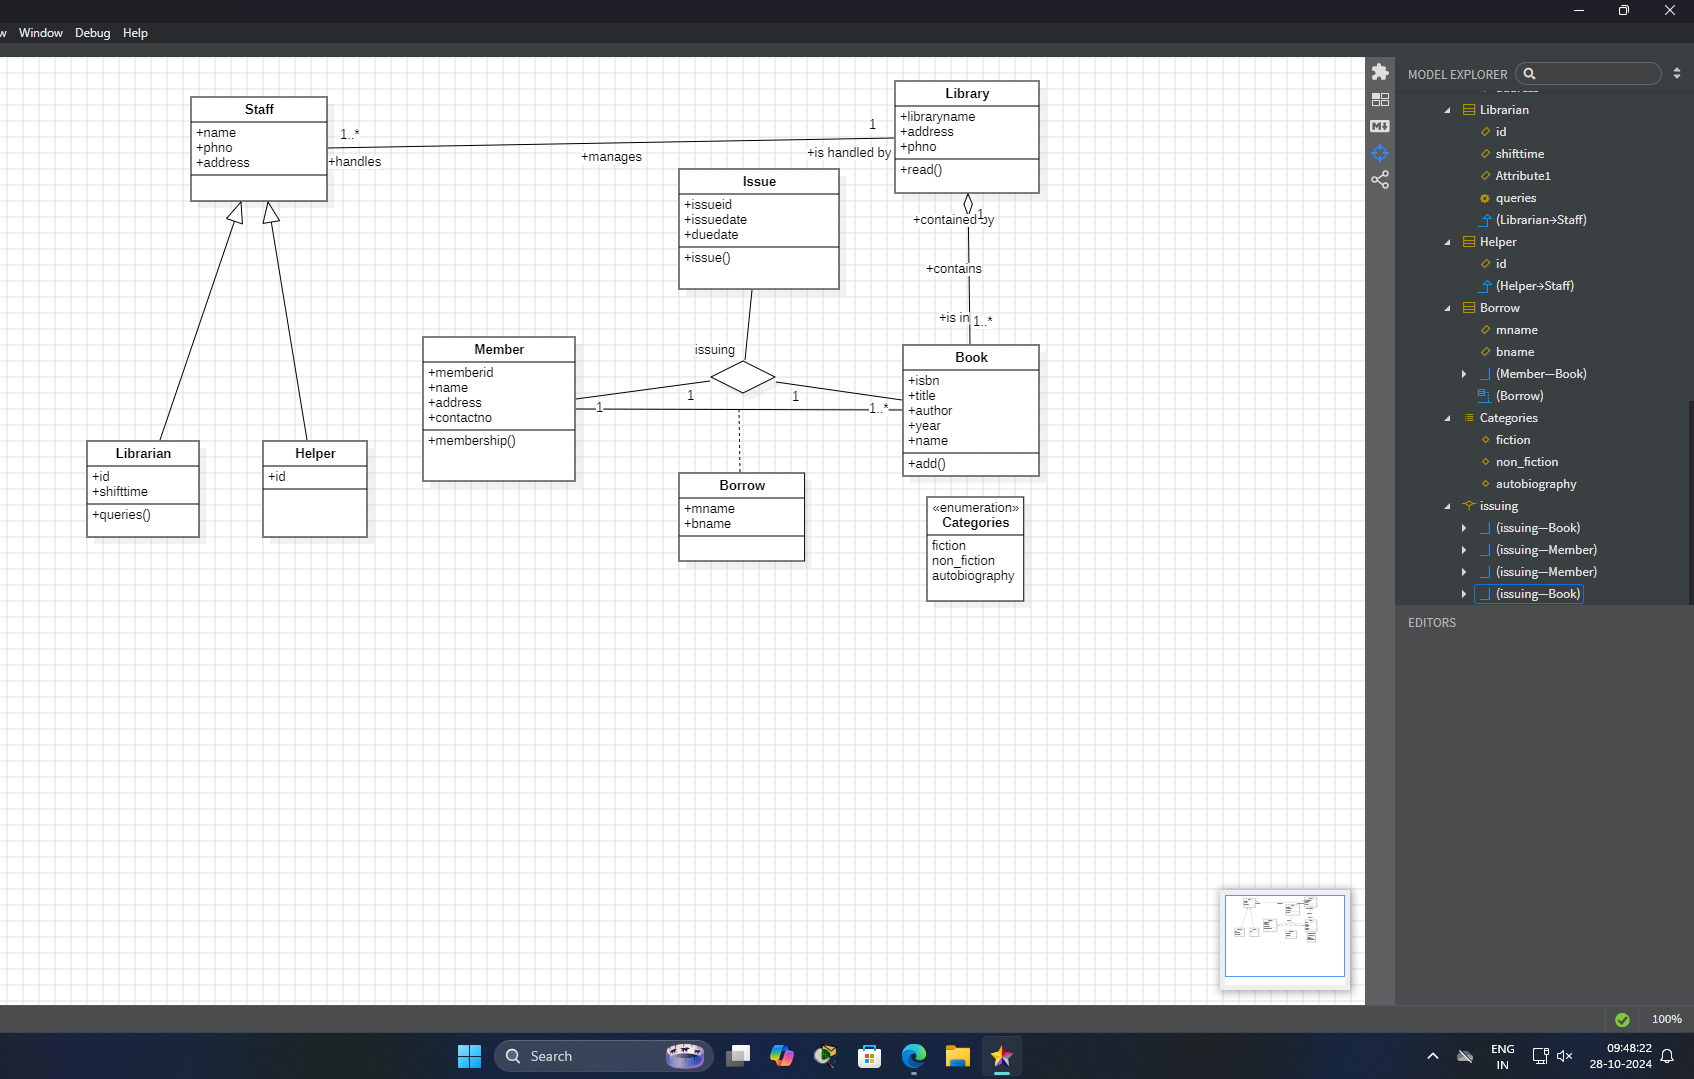 w Window Debug Help
MODEL EXPLORER
Staff
+name
+phno
+address
1..*
+handles
+manages
1
+is handled by
Library
+libraryname
+address
+phno
+read()
Issue
+issueid
+issuedate
+duedate
+issue()
1
+contained by
+contains
+is in
1..*
issuing
Member
+memberid
+name
+address
+contactno
+membership()
1
1
1
1..*
Book
+isbn
+title
+author
+year
+name
+add()
Librarian
+id
+shifttime
+queries()
Helper
+id
Borrow
+mname
+bname
«enumeration»
Categories
fiction
non_fiction
autobiography
Librarian
id
shifttime
Attribute1
queries
(Librarian→Staff)
Helper
id
(Helper→Staff)
Borrow
mname
bname
(Member—Book)
(Borrow)
Categories
fiction
non_fiction
autobiography
issuing
(issuing—Book)
(issuing—Member)
(issuing—Member)
(issuing—Book)
EDITORS
100%
Search
ENG
IN
09:48:22
28-10-2024